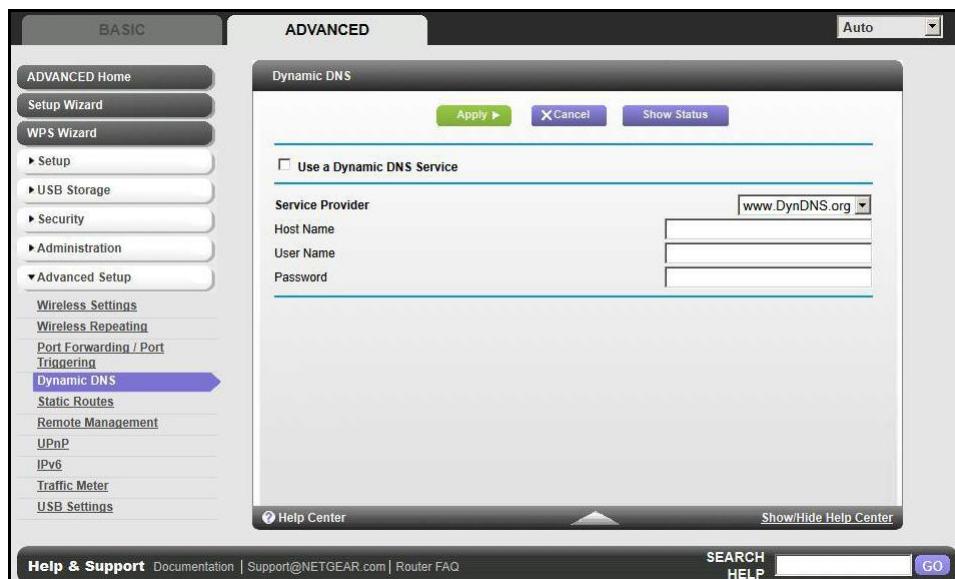 BASIC
ADVANCED
Auto
ADVANCED Home
Setup Wizard
WPS Wizard
Setup
USB Storage
Security
Administration
Advanced Setup
Wireless Settings
Wireless Repeating
Port Forwarding / Port
Triggering
Dynamic DNS
Static Routes
Remote Management
UPnP
IPv6
Traffic Meter
USB Settings
Dynamic DNS
Apply
Cancel
Show Status
Use a Dynamic DNS Service
Service Provider
www.DynDNS.org
Host Name
User Name
Password
Help Center
Show/Hide Help Center
Help & Support Documentation | Support@NETGEAR.com | Router FAQ
SEARCH
HELP
GO